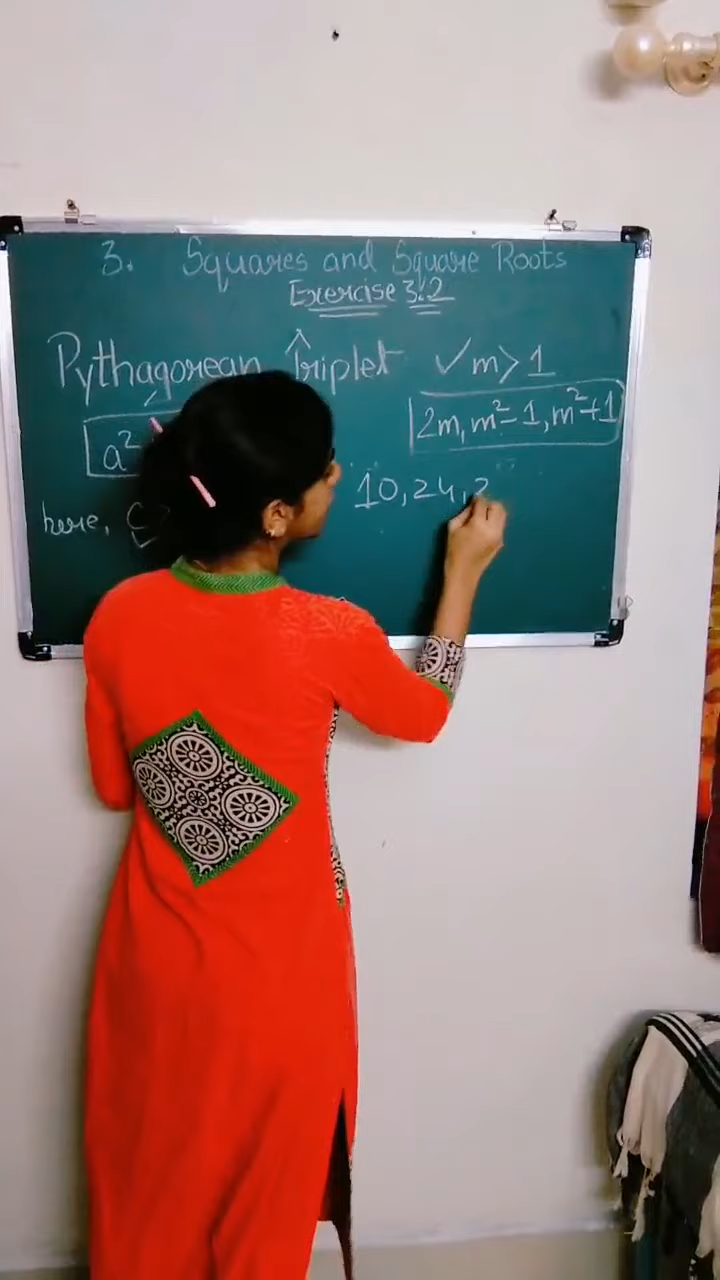 3. Squares and Square Roots
Exercise 3.2
Pythagorean Triplet ✓m>1
a²
2m, m²-1, m²+1
10, 24, 2
here, C